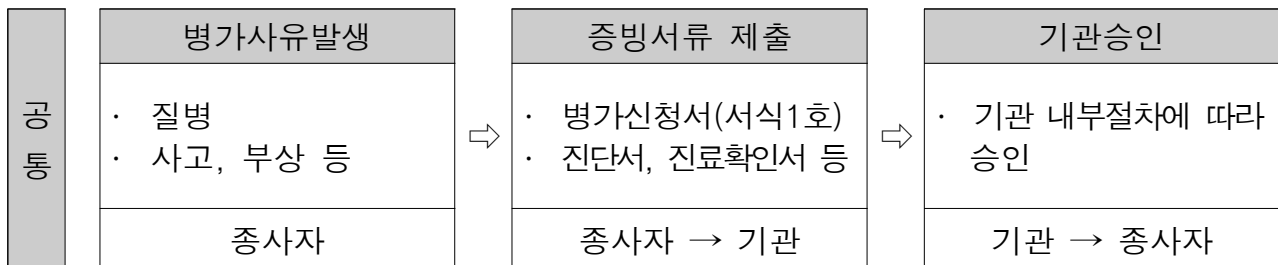 공
통
병가사유발생
· 질병
· 사고, 부상 등
종사자
⇨
증빙서류 제출
· 병가신청서(서식1호)
· 진단서, 진료확인서 등
종사자 → 기관
⇨
기관승인
· 기관 내부절차에 따라
승인
기관 → 종사자